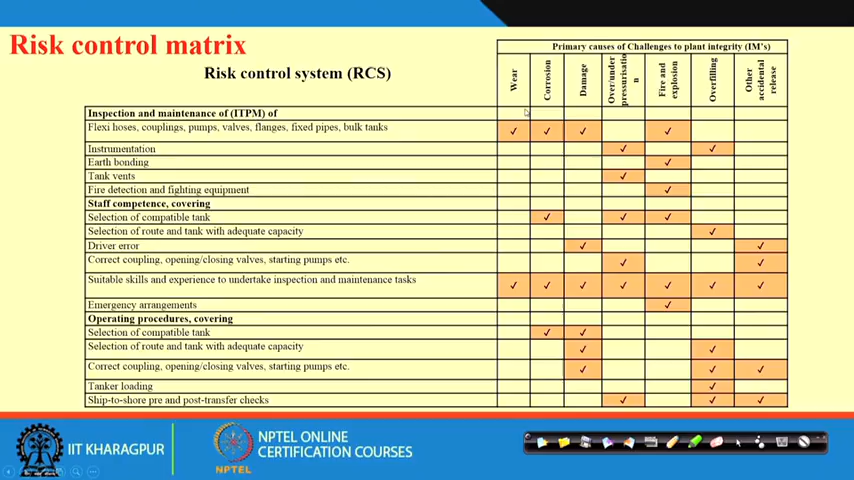 Risk control matrix
Risk control system (RCS)
Primary causes of Challenges to plant integrity (IM's)
Wear
Corrosion
Damage
Over/under
pressurisatio
n
Fire and
explosion
Overfilling
Other
accidental
release
Inspection and maintenance of (ITPM) of
Flexi hoses, couplings, pumps, valves, flanges, fixed pipes, bulk tanks ✓ ✓ ✓ ✓
Instrumentation ✓ ✓
Earth bonding ✓
Tank vents ✓
Fire detection and fighting equipment ✓
Staff competence, covering
Selection of compatible tank ✓ ✓ ✓
Selection of route and tank with adequate capacity ✓
Driver error ✓ ✓
Correct coupling, opening/closing valves, starting pumps etc. ✓ ✓
Suitable skills and experience to undertake inspection and maintenance tasks ✓ ✓ ✓ ✓ ✓ ✓ ✓
Emergency arrangements ✓
Operating procedures, covering
Selection of compatible tank ✓ ✓
Selection of route and tank with adequate capacity ✓ ✓
Correct coupling, opening/closing valves, starting pumps etc. ✓ ✓ ✓
Tanker loading ✓
Ship-to-shore pre and post-transfer checks ✓ ✓ ✓
IIT KHARAGPUR
NPTEL
NPTEL ONLINE
CERTIFICATION COURSES